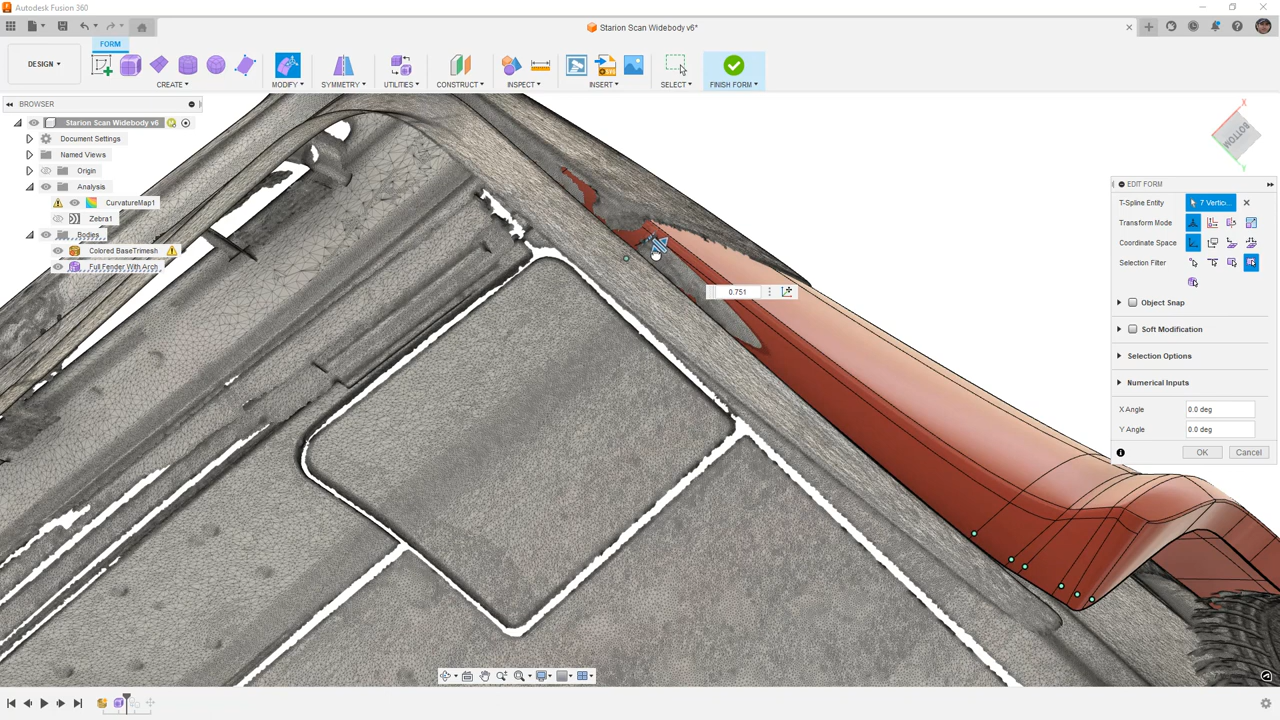 Autodesk Fusion 360
Starion Scan Widebody v6*
FORM
DESIGN
CREATE
MODIFY
SYMMETRY
UTILITIES
CONSTRUCT
INSPECT
INSERT
SELECT
FINISH FORM
BROWSER
Starion Scan Widebody v6
Document Settings
Named Views
Origin
Analysis
CurvatureMap1
Zebra1
Bodies
Colored BaseTrimesh
Full Fender With Arch
0.751
BOTTOM
X
Y
EDIT FORM
T-Spline Entity
7 Vertic...
Transform Mode
Coordinate Space
Selection Filter
Object Snap
Soft Modification
Selection Options
Numerical Inputs
X Angle
0.0 deg
Y Angle
0.0 deg
OK
Cancel